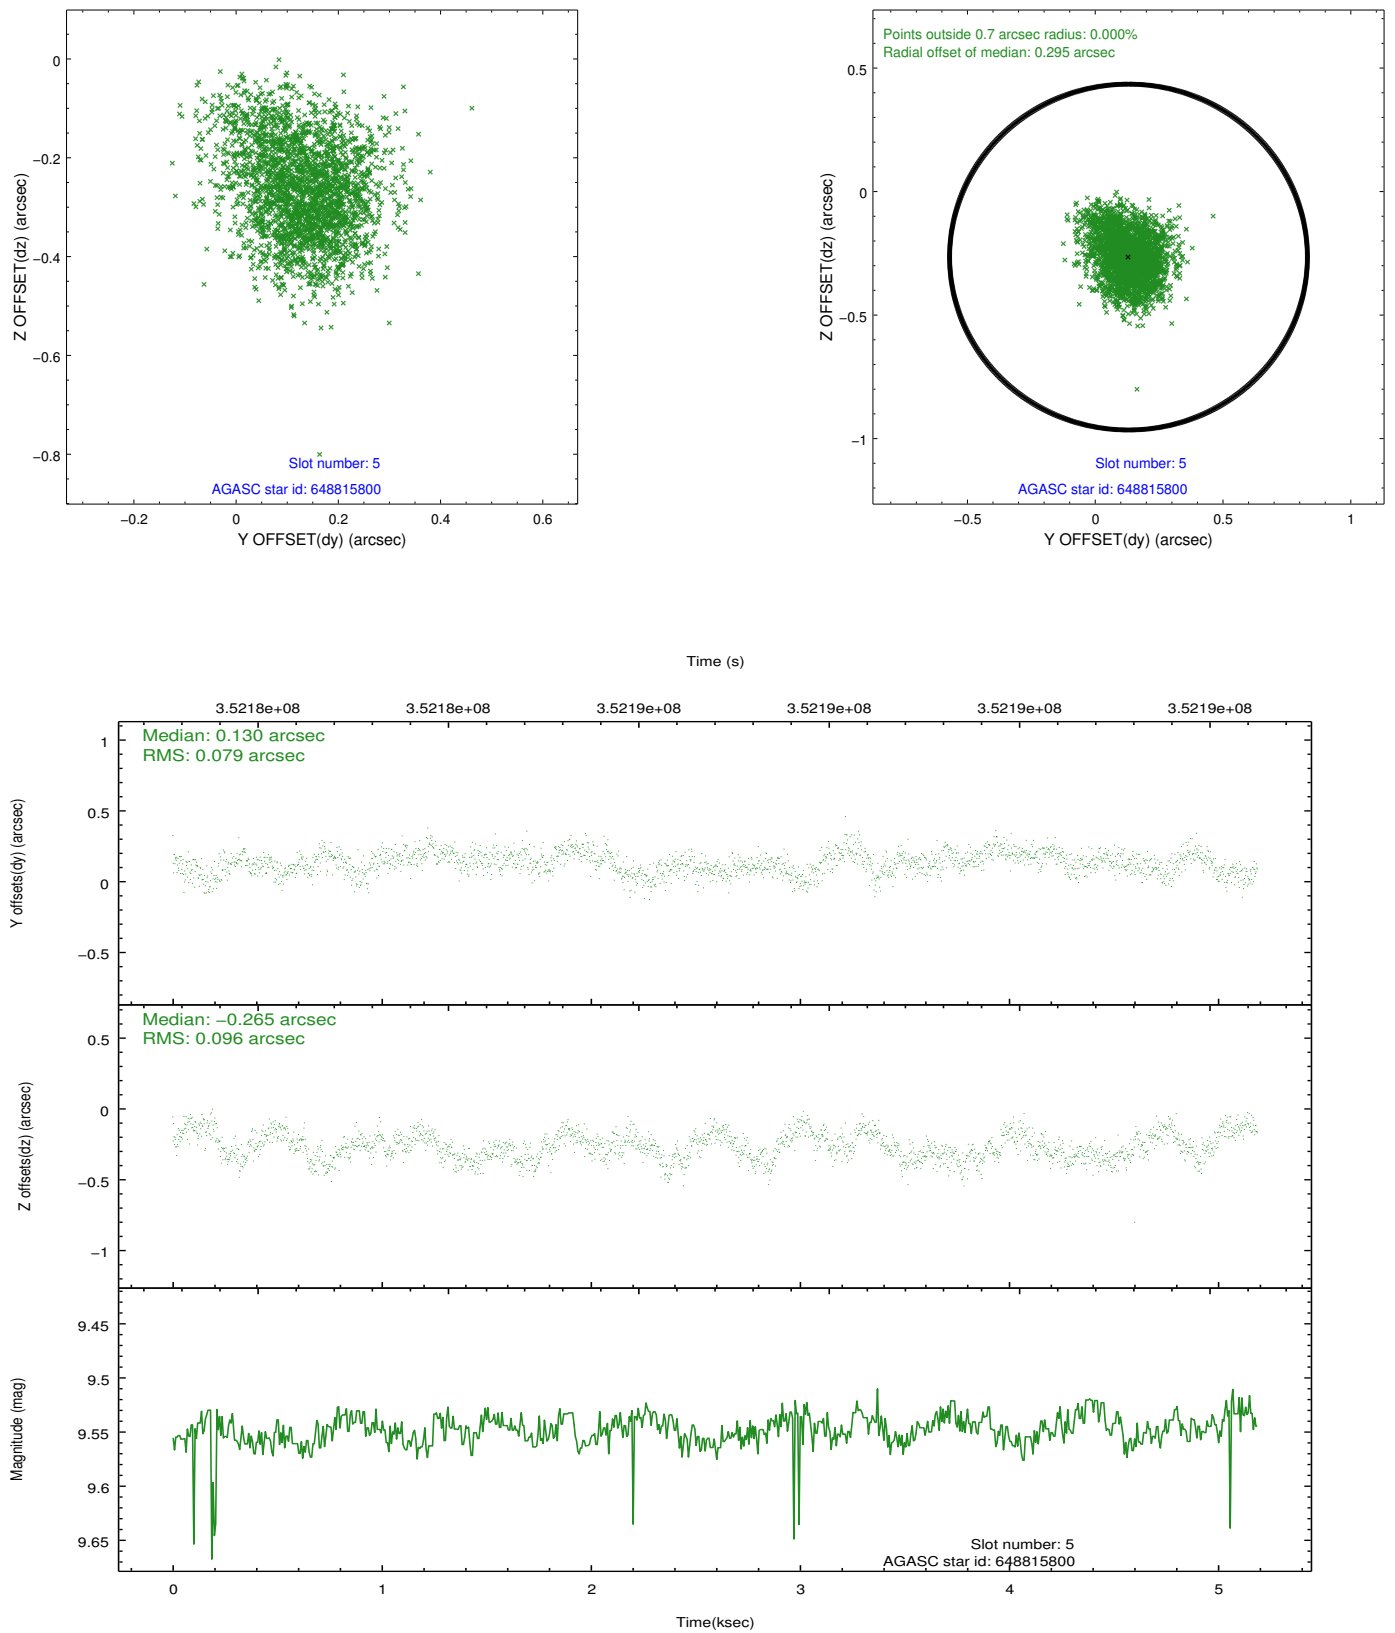 0
−0.2
−0.4
−0.6
−0.8
Z OFFSET(dz) (arcsec)
Slot number: 5
AGASC star id: 648815800
−0.2 0 0.2 0.4 0.6
Y OFFSET(dy) (arcsec)
Points outside 0.7 arcsec radius: 0.000%
Radial offset of median: 0.295 arcsec
0.5
0
−0.5
−1
Z OFFSET(dz) (arcsec)
Slot number: 5
AGASC star id: 648815800
−0.5 0 0.5 1
Y OFFSET(dy) (arcsec)
Time (s)
3.5218e+08 3.5218e+08 3.5219e+08 3.5219e+08 3.5219e+08 3.5219e+08
Median: 0.130 arcsec
RMS: 0.079 arcsec
1
0.5
0
−0.5
Y offsets(dy) (arcsec)
Median: −0.265 arcsec
RMS: 0.096 arcsec
0.5
0
−0.5
−1
Z offsets(dz) (arcsec)
9.45
9.5
9.55
9.6
9.65
Magnitude (mag)
Slot number: 5
AGASC star id: 648815800
0 1 2 3 4 5
Time(ksec)